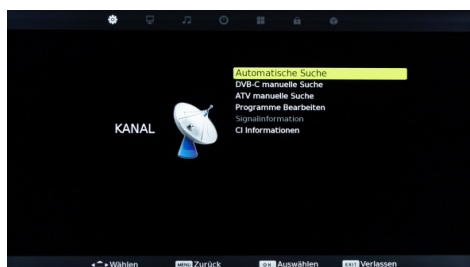 KANAL
Automatische Suche
DVB-C manuelle Suche
ATV manuelle Suche
Programme Bearbeiten
Signalinformation
CI Informationen
Wählen MENU Zurück OK Auswählen EXIT Verlassen